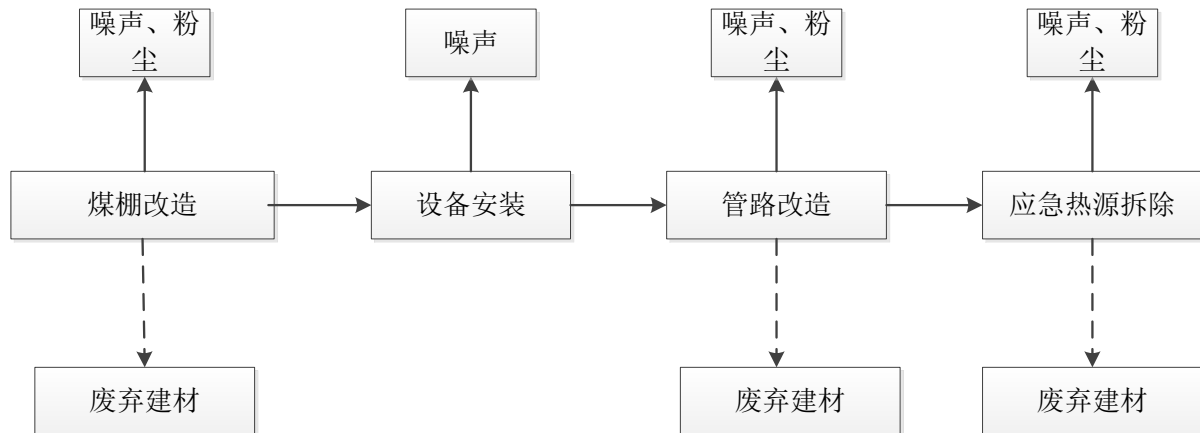 噪声、粉
尘
噪声
噪声、粉
尘
噪声、粉
尘
煤棚改造
设备安装
管路改造
应急热源拆除
废弃建材
废弃建材
废弃建材